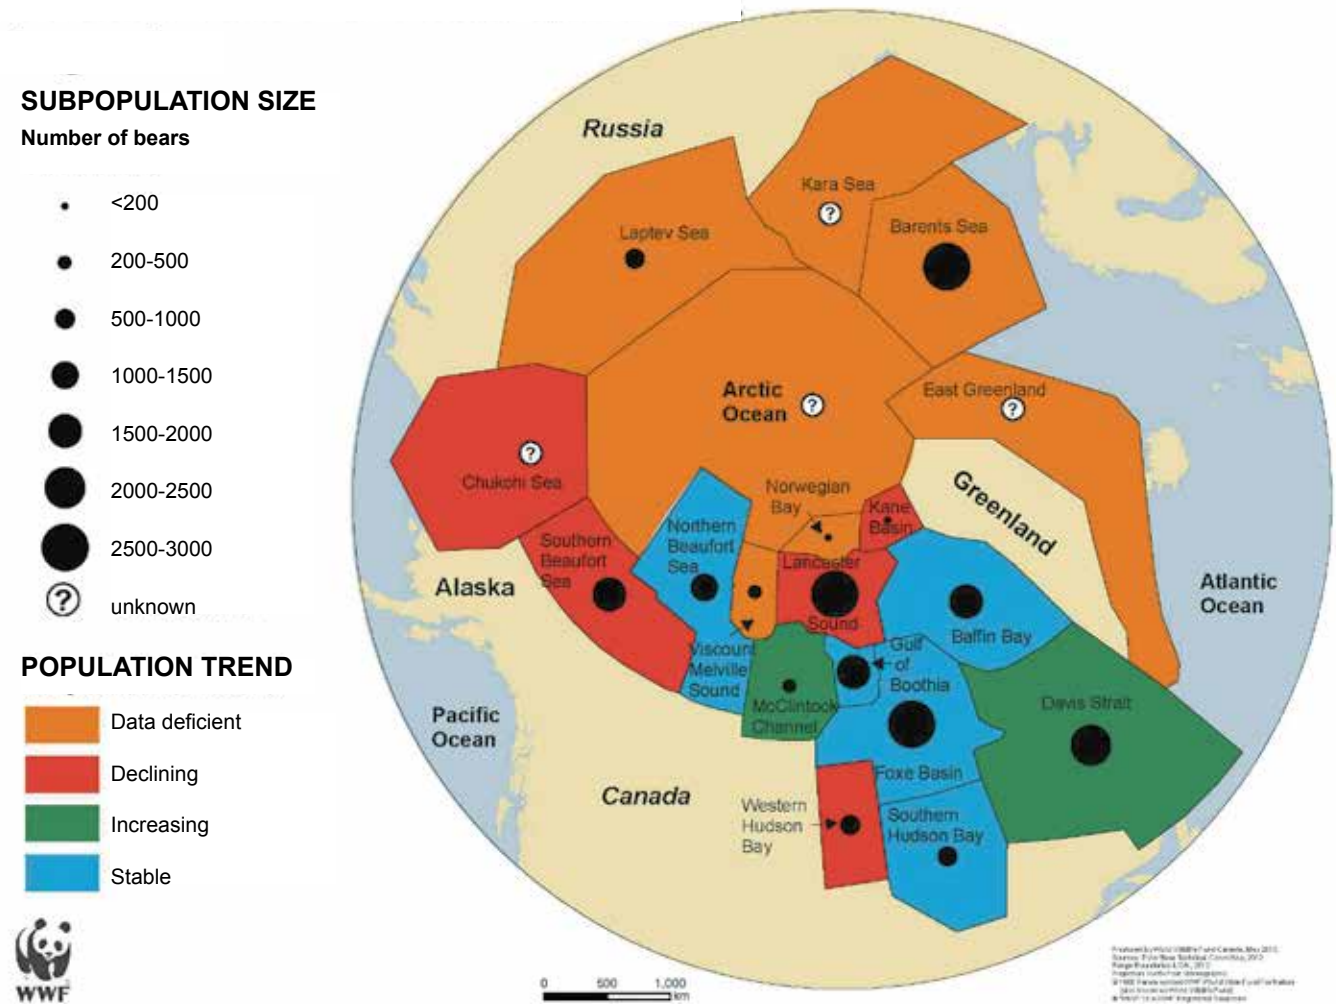 SUBPOPULATION SIZE
Number of bears
<200
200-500
500-1000
1000-1500
1500-2000
2000-2500
2500-3000
? unknown
POPULATION TREND
Data deficient
Declining
Increasing
Stable
WWF
Russia
Kara Sea
?
Laptev Sea
Barents Sea
Arctic
Ocean
?
East Greenland
?
?
Chukchi Sea
Norwegian
Bay
Kane
Basin
Greenland
Southern
Beaufort
Sea
Northern
Beaufort
Sea
Lancaster
Sound
Alaska
Atlantic
Ocean
Baffin Bay
Viscount
Melville
Sound
Gulf
of
Boothia
McClintock
Channel
Davis Strait
Pacific
Ocean
Foxe Basin
Canada
Western
Hudson
Bay
Southern
Hudson Bay
0 500 1,000
km